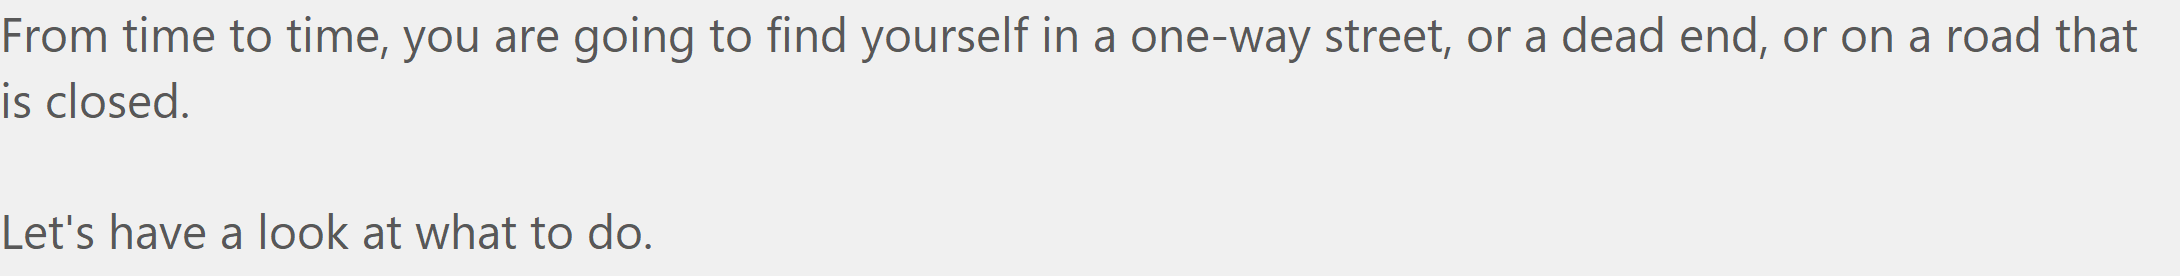 From time to time, you are going to find yourself in a one-way street, or a dead end, or on a road that
is closed.
Let's have a look at what to do.